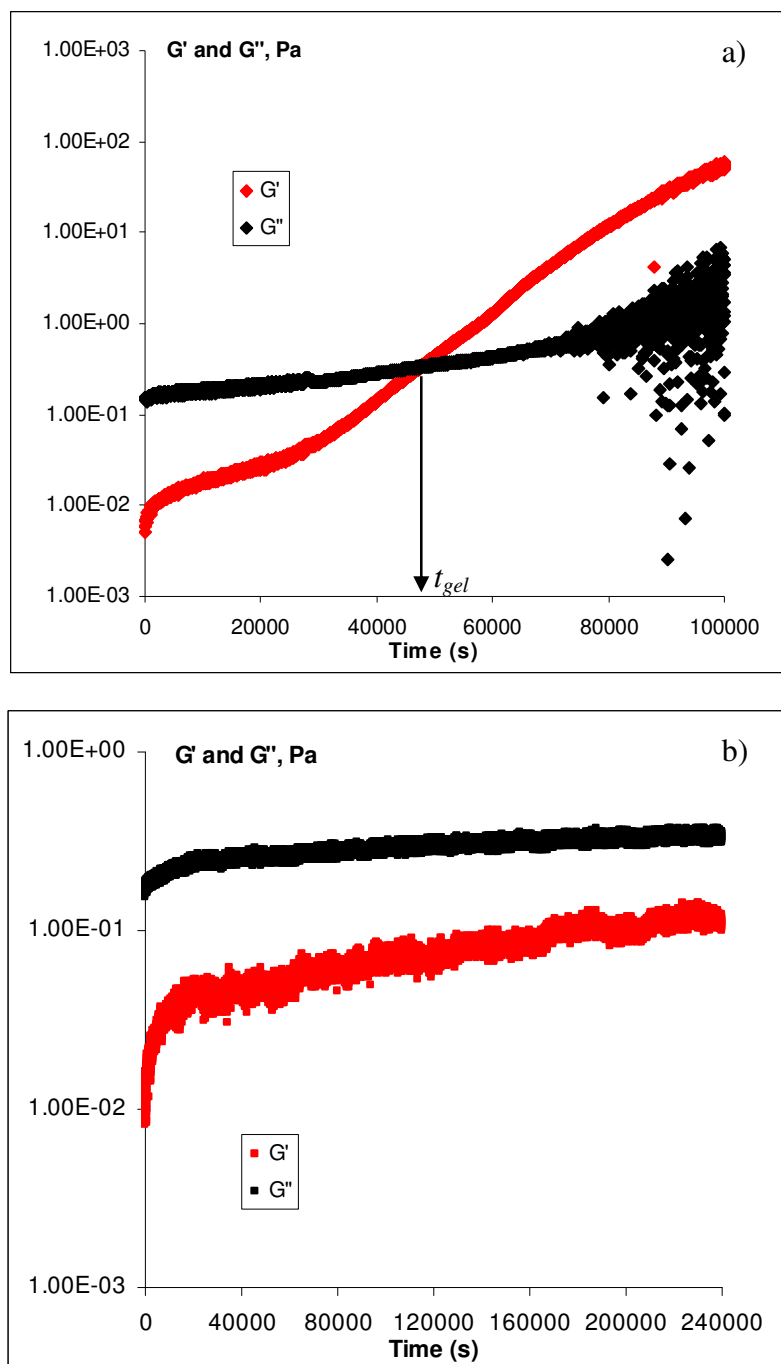 G' and G'', Pa
a)
1.00E+03
1.00E+02
1.00E+01
1.00E+00
1.00E-01
1.00E-02
1.00E-03
G'
G"
t_gel
0 20000 40000 60000 80000 100000
Time (s)
G' and G'', Pa
b)
1.00E+00
1.00E-01
1.00E-02
1.00E-03
G'
G"
0 40000 80000 120000 160000 200000 240000
Time (s)